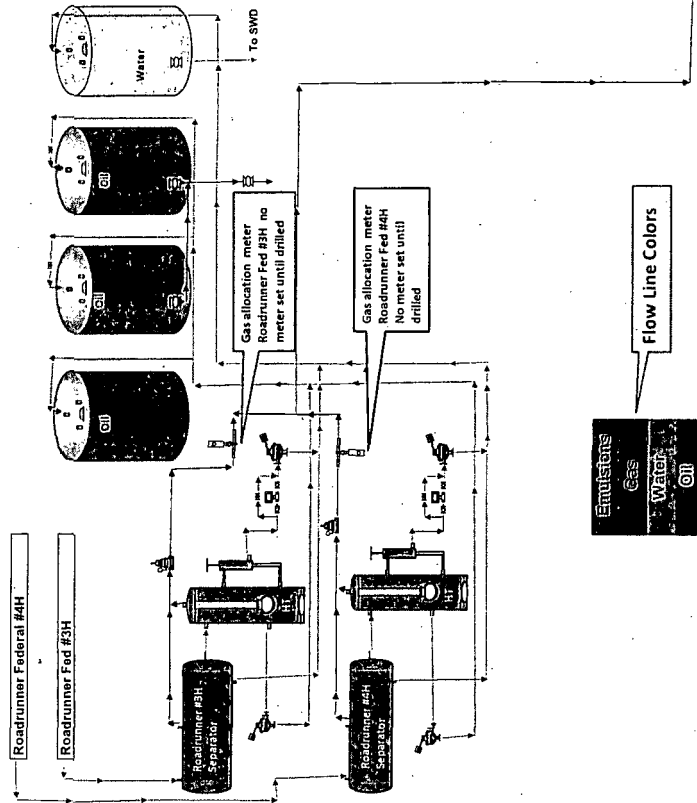 Roadrunner Federal #4H
Roadrunner Fed #3H
Roadrunner #3H
Separator
Roadrunner #4H
Separator
Oil
Oil
Oil
Water
To SWD
Gas allocation meter
Roadrunner Fed #3H no
meter set until drilled
Gas allocation meter
Roadrunner Fed #4H
No meter set until
drilled
Flow Line Colors
Emulsions
Gas
Water
Oil